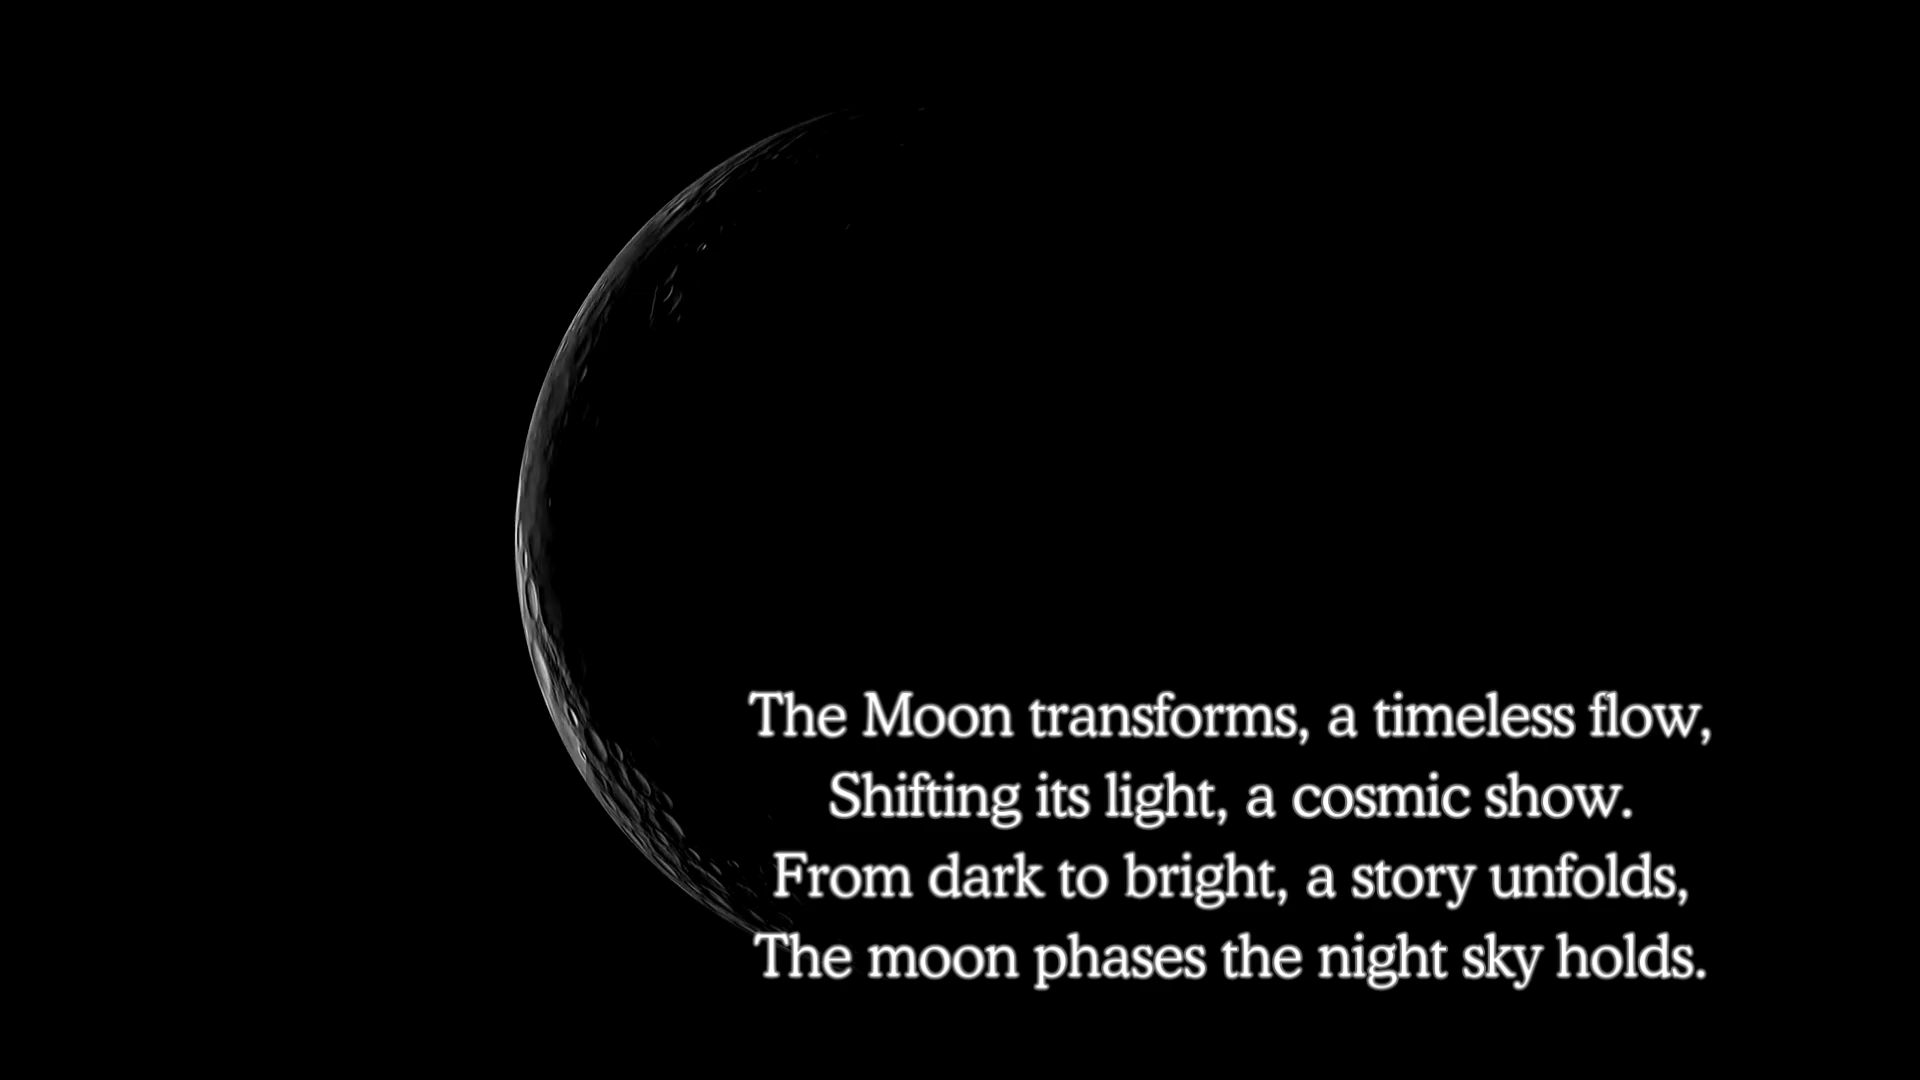 The Moon transforms, a timeless flow,
Shifting its light, a cosmic show.
From dark to bright, a story unfolds,
The moon phases the night sky holds.